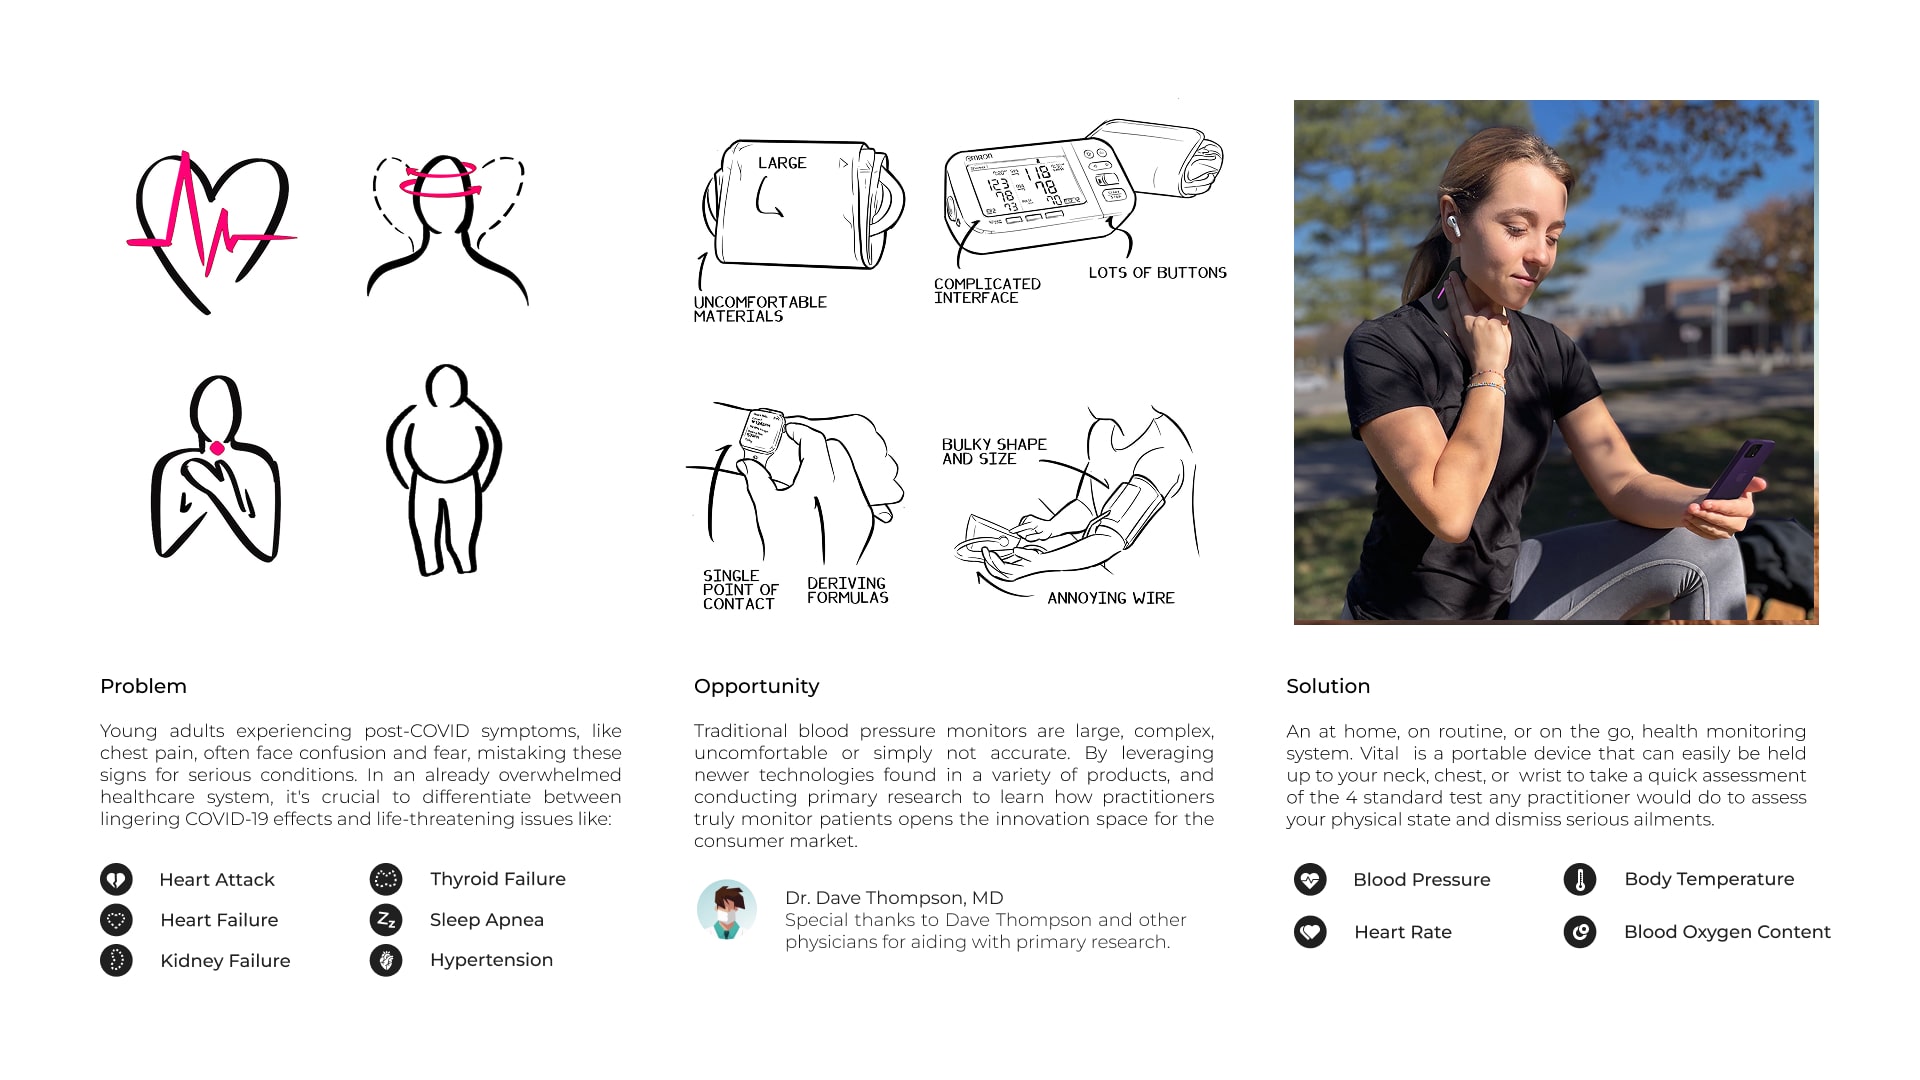 LARGE
UNCOMFORTABLE
MATERIALS
OMRON
118
123
78
78
73
70
COMPLICATED
INTERFACE
LOTS OF BUTTONS
SINGLE
POINT OF
CONTACT
DERIVING
FORMULAS
BULKY SHAPE
AND SIZE
ANNOYING WIRE
Problem
Young adults experiencing post-COVID symptoms, like
chest pain, often face confusion and fear, mistaking these
signs for serious conditions. In an already overwhelmed
healthcare system, it's crucial to differentiate between
lingering COVID-19 effects and life-threatening issues like:
Heart Attack
Heart Failure
Kidney Failure
Thyroid Failure
Zz
Sleep Apnea
Hypertension
Opportunity
Traditional blood pressure monitors are large, complex,
uncomfortable or simply not accurate. By leveraging
newer technologies found in a variety of products, and
conducting primary research to learn how practitioners
truly monitor patients opens the innovation space for the
consumer market.
Dr. Dave Thompson, MD
Special thanks to Dave Thompson and other
physicians for aiding with primary research.
Solution
An at home, on routine, or on the go, health monitoring
system. Vital is a portable device that can easily be held
up to your neck, chest, or wrist to take a quick assessment
of the 4 standard test any practitioner would do to assess
your physical state and dismiss serious ailments.
Blood Pressure
Heart Rate
Body Temperature
Blood Oxygen Content